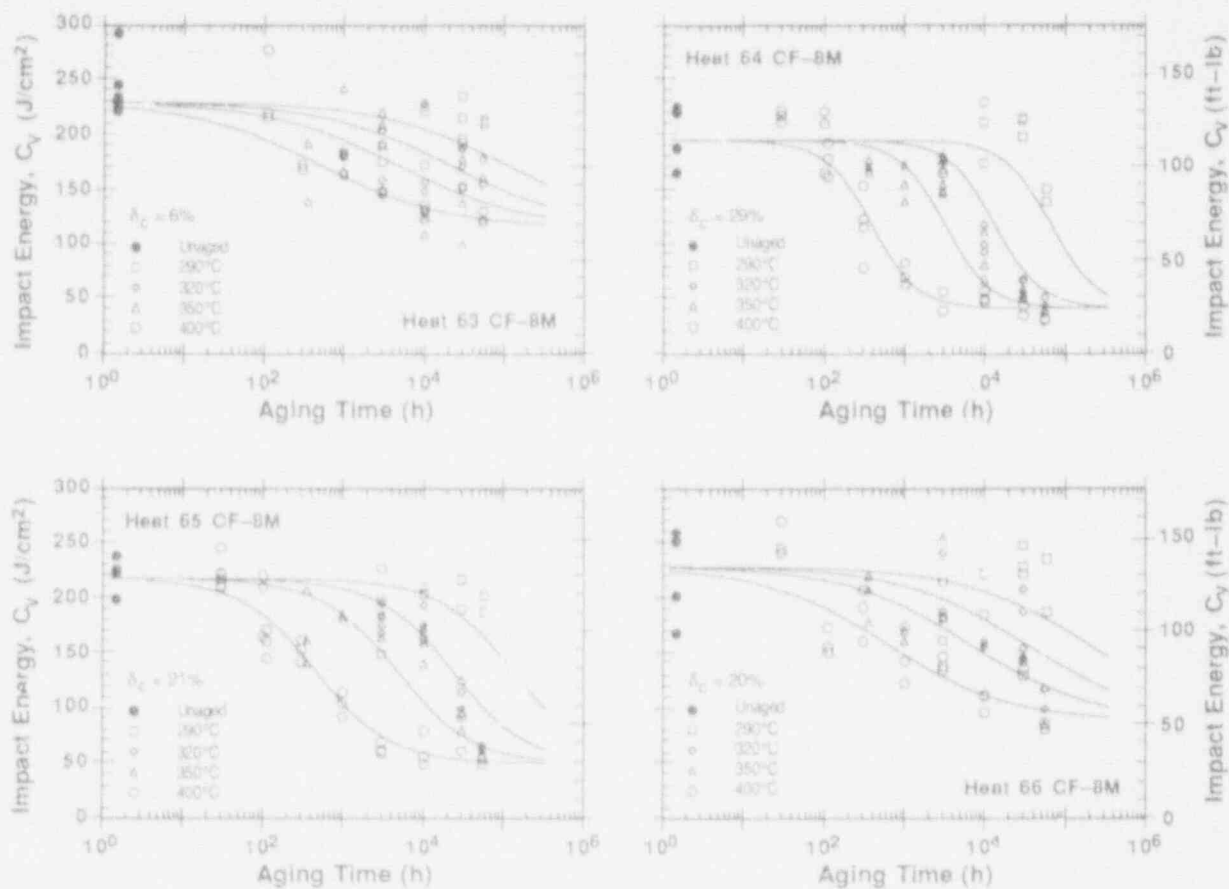 Impact Energy, C_V (J/cm²)
300
250
200
150
100
50
0
δ_c = 6%
Unaged
290°C
320°C
350°C
400°C
Heat 63 CF-8M
10⁰ 10² 10⁴ 10⁶
Aging Time (h)
Heat 64 CF-8M
δ_c = 29%
Unaged
290°C
320°C
350°C
400°C
150
100
50
0
Impact Energy, C_V (ft-lb)
10⁰ 10² 10⁴ 10⁶
Aging Time (h)
Impact Energy, C_V (J/cm²)
300
250
200
150
100
50
0
Heat 65 CF-8M
δ_c = 21%
Unaged
290°C
320°C
350°C
400°C
10⁰ 10² 10⁴ 10⁶
Aging Time (h)
δ_c = 20%
Unaged
290°C
320°C
350°C
400°C
Heat 66 CF-8M
150
100
50
0
Impact Energy, C_V (ft-lb)
10⁰ 10² 10⁴ 10⁶
Aging Time (h)